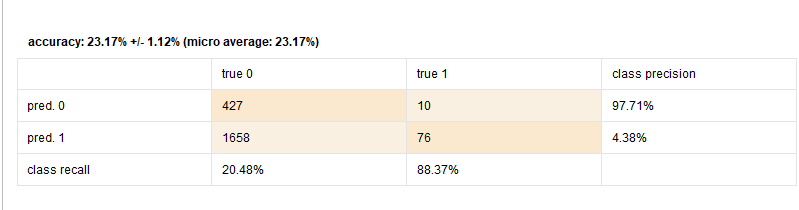 accuracy: 23.17% +/- 1.12% (micro average: 23.17%)
true 0 true 1 class precision
pred. 0 427 10 97.71%
pred. 1 1658 76 4.38%
class recall 20.48% 88.37%